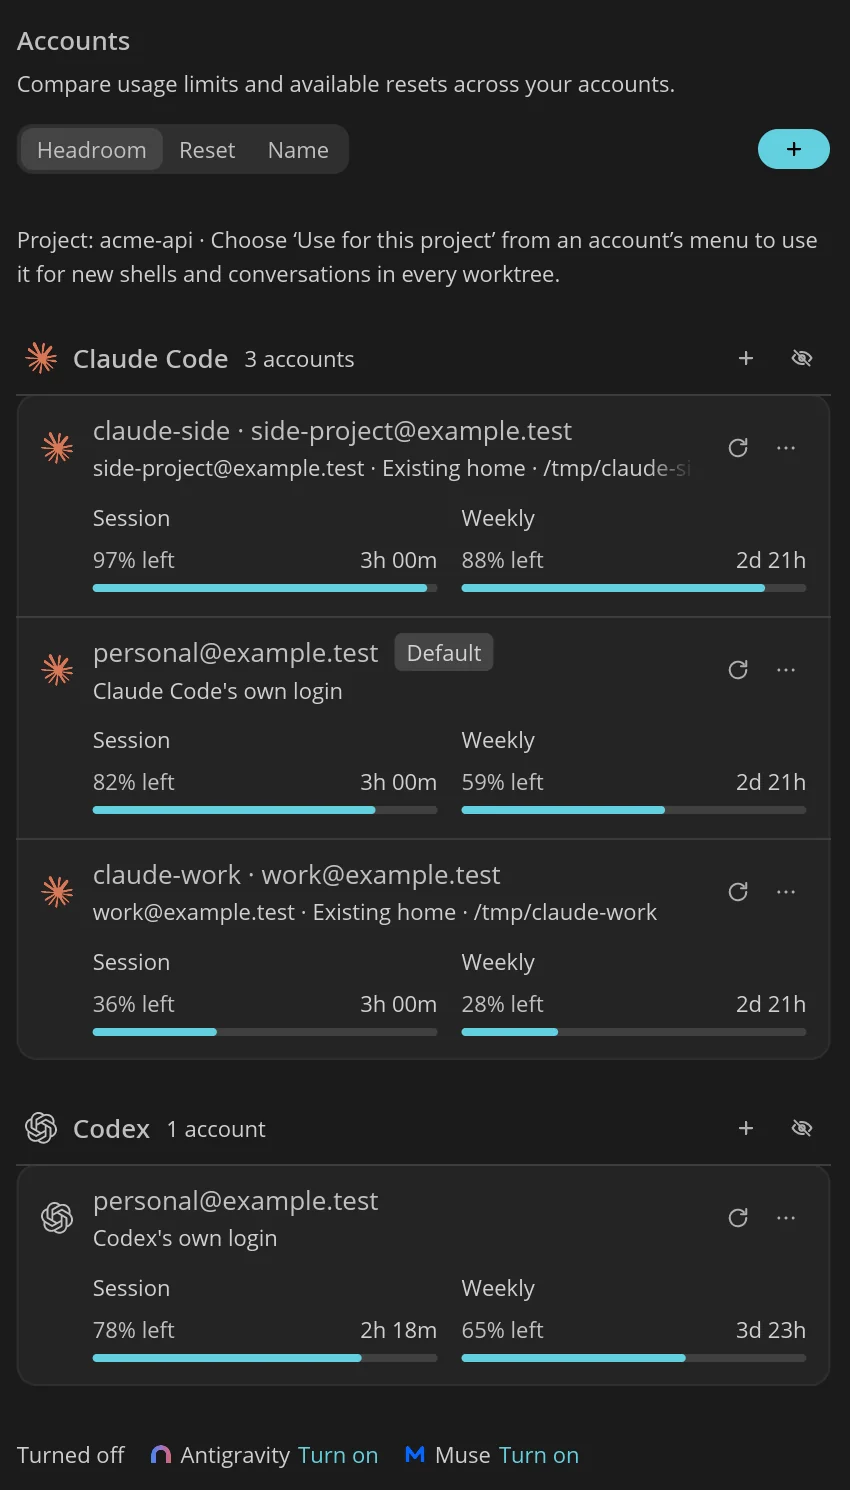 Accounts
Compare usage limits and available resets across your accounts.
Headroom Reset Name
+
Project: acme-api · Choose ‘Use for this project’ from an account’s menu to use
it for new shells and conversations in every worktree.
Claude Code 3 accounts
claude-side · side-project@example.test
side-project@example.test · Existing home · /tmp/claude-si
Session Weekly
97% left 3h 00m 88% left 2d 21h
personal@example.test Default
Claude Code's own login
Session Weekly
82% left 3h 00m 59% left 2d 21h
claude-work · work@example.test
work@example.test · Existing home · /tmp/claude-work
Session Weekly
36% left 3h 00m 28% left 2d 21h
Codex 1 account
personal@example.test
Codex's own login
Session Weekly
78% left 2h 18m 65% left 3d 23h
Turned off Antigravity Turn on Muse Turn on